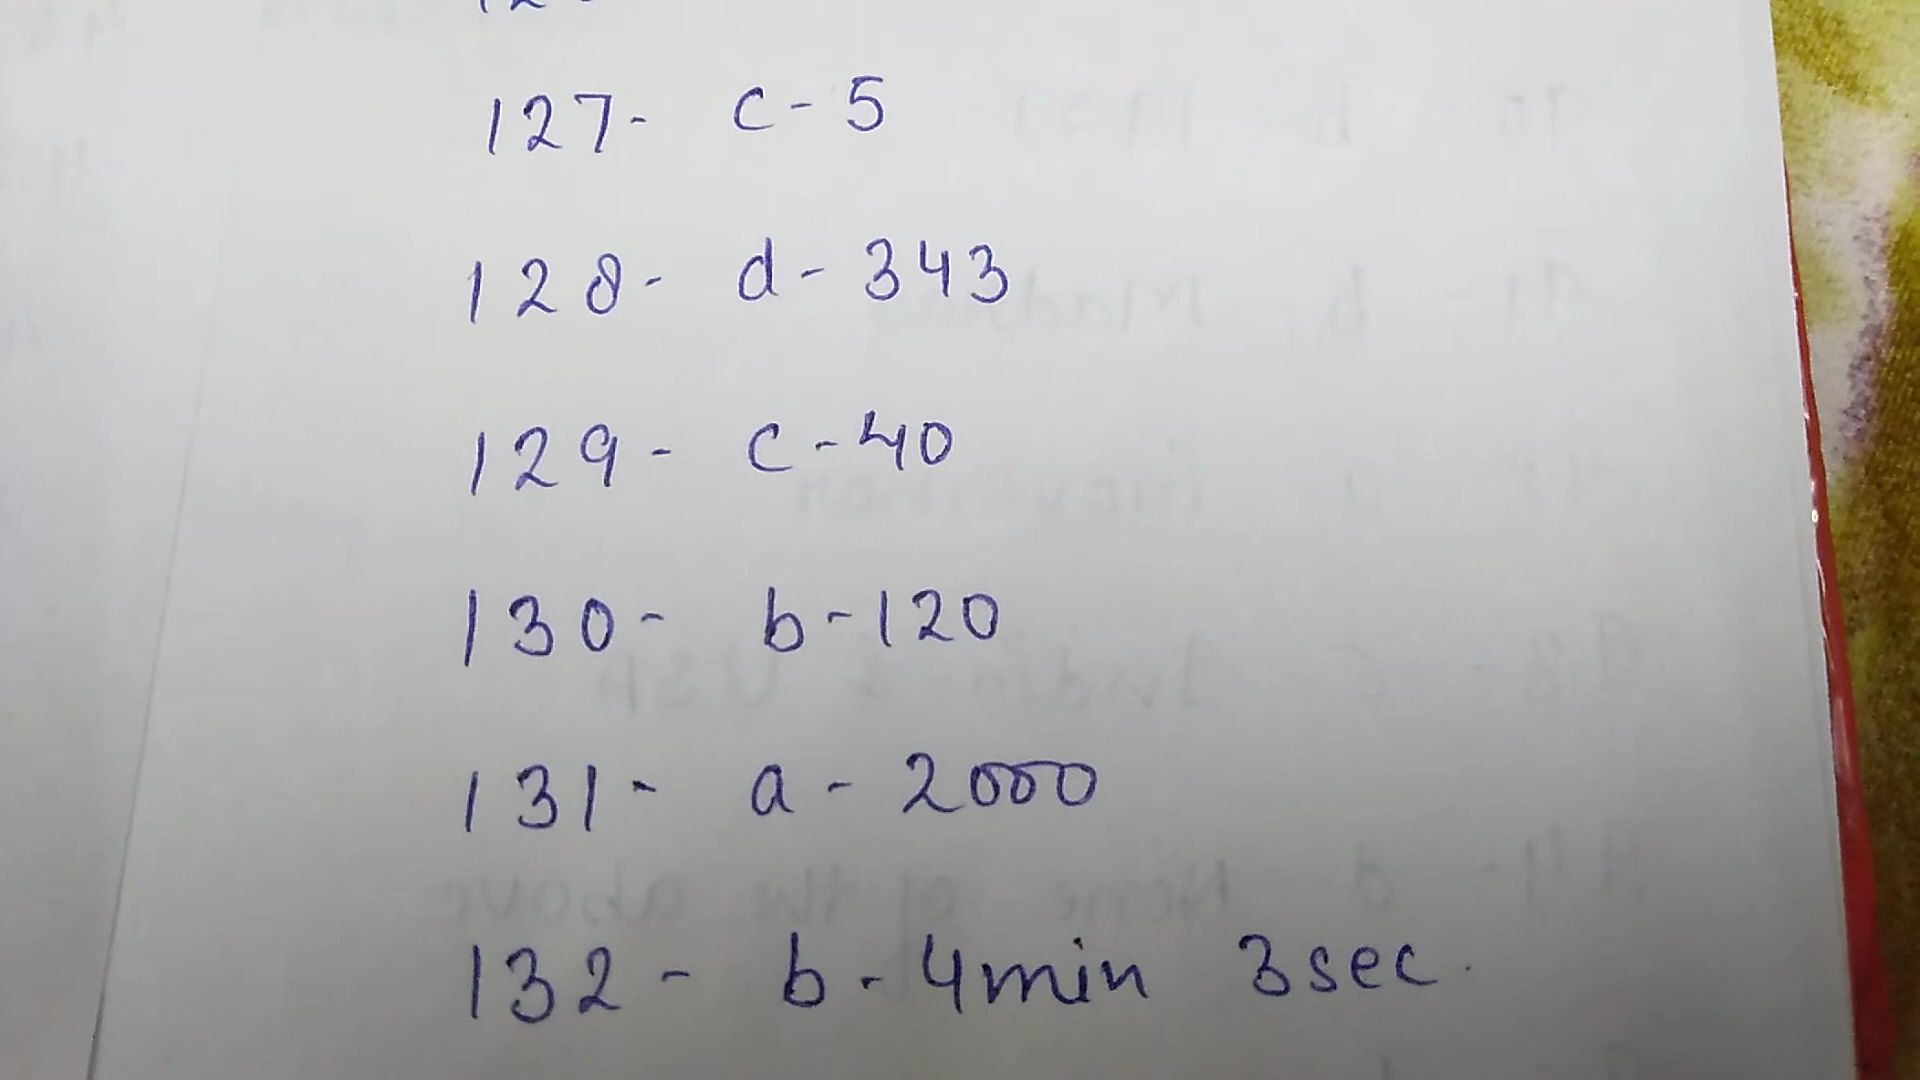 127- c-5
128- d-343
129- c-40
130- b-120
131- a-2000
132- b-4min 3sec.